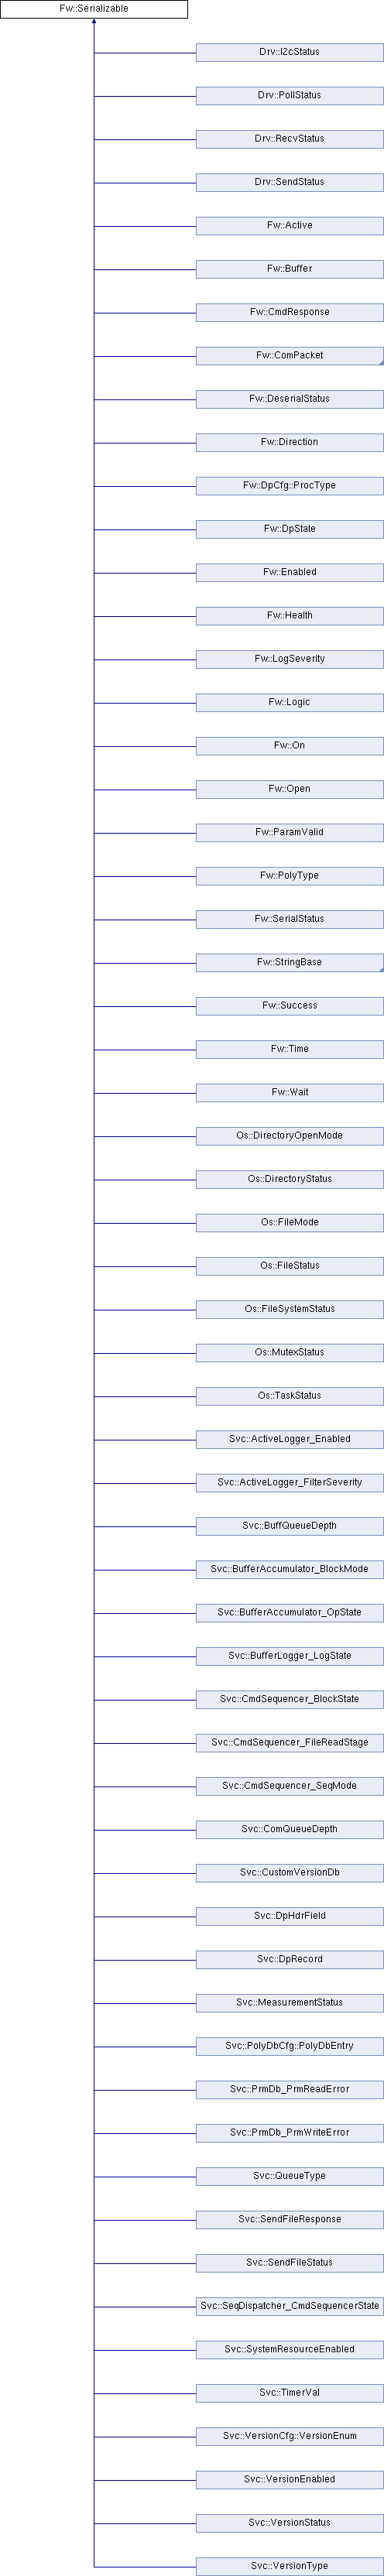 Fw::Serializable
Drv::I2cStatus
Drv::PollStatus
Drv::RecvStatus
Drv::SendStatus
Fw::Active
Fw::Buffer
Fw::CmdResponse
Fw::ComPacket
Fw::DeserialStatus
Fw::Direction
Fw::DpCfg::ProcType
Fw::DpState
Fw::Enabled
Fw::Health
Fw::LogSeverity
Fw::Logic
Fw::On
Fw::Open
Fw::ParamValid
Fw::PolyType
Fw::SerialStatus
Fw::StringBase
Fw::Success
Fw::Time
Fw::Wait
Os::DirectoryOpenMode
Os::DirectoryStatus
Os::FileMode
Os::FileStatus
Os::FileSystemStatus
Os::MutexStatus
Os::TaskStatus
Svc::ActiveLogger_Enabled
Svc::ActiveLogger_FilterSeverity
Svc::BuffQueueDepth
Svc::BufferAccumulator_BlockMode
Svc::BufferAccumulator_OpState
Svc::BufferLogger_LogState
Svc::CmdSequencer_BlockState
Svc::CmdSequencer_FileReadStage
Svc::CmdSequencer_SeqMode
Svc::ComQueueDepth
Svc::CustomVersionDb
Svc::DpHdrField
Svc::DpRecord
Svc::MeasurementStatus
Svc::PolyDbCfg::PolyDbEntry
Svc::PrmDb_PrmReadError
Svc::PrmDb_PrmWriteError
Svc::QueueType
Svc::SendFileResponse
Svc::SendFileStatus
Svc::SeqDispatcher_CmdSequencerState
Svc::SystemResourceEnabled
Svc::TimerVal
Svc::VersionCfg::VersionEnum
Svc::VersionEnabled
Svc::VersionStatus
Svc::VersionType